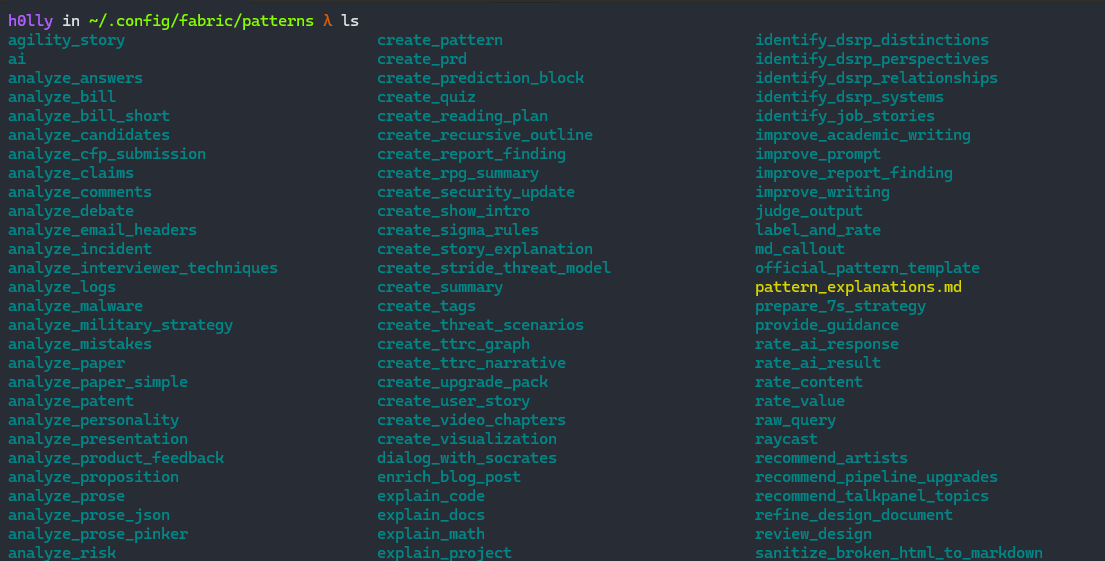 h0lly in ~/.config/fabric/patterns λ ls
agility_story create_pattern identify_dsrp_distinctions
ai create_prd identify_dsrp_perspectives
analyze_answers create_prediction_block identify_dsrp_relationships
analyze_bill create_quiz identify_dsrp_systems
analyze_bill_short create_reading_plan identify_job_stories
analyze_candidates create_recursive_outline improve_academic_writing
analyze_cfp_submission create_report_finding improve_prompt
analyze_claims create_rpg_summary improve_report_finding
analyze_comments create_security_update improve_writing
analyze_debate create_show_intro judge_output
analyze_email_headers create_sigma_rules label_and_rate
analyze_incident create_story_explanation md_callout
analyze_interviewer_techniques create_stride_threat_model official_pattern_template
analyze_logs create_summary pattern_explanations.md
analyze_malware create_tags prepare_7s_strategy
analyze_military_strategy create_threat_scenarios provide_guidance
analyze_mistakes create_ttrc_graph rate_ai_response
analyze_paper create_ttrc_narrative rate_ai_result
analyze_paper_simple create_upgrade_pack rate_content
analyze_patent create_user_story rate_value
analyze_personality create_video_chapters raw_query
analyze_presentation create_visualization raycast
analyze_product_feedback dialog_with_socrates recommend_artists
analyze_proposition enrich_blog_post recommend_pipeline_upgrades
analyze_prose explain_code recommend_talkpanel_topics
analyze_prose_json explain_docs refine_design_document
analyze_prose_pinker explain_math review_design
analyze_risk explain_project sanitize_broken_html_to_markdown